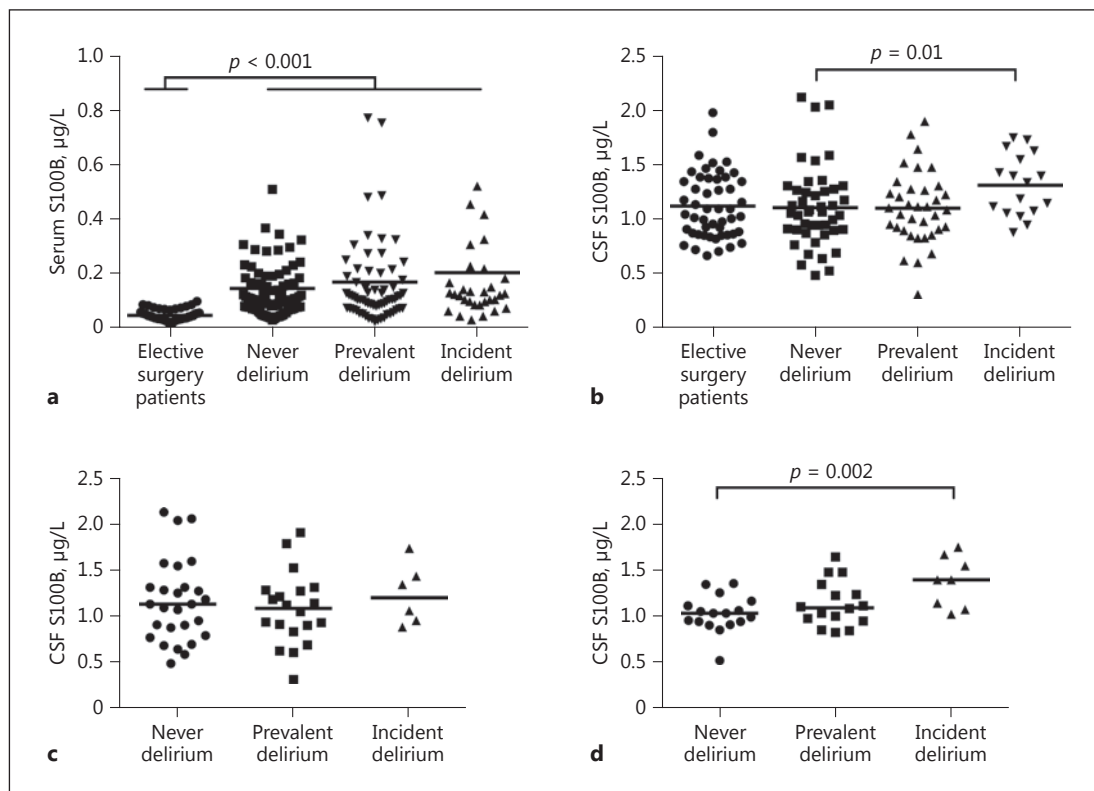 1.0
0.8
0.6
0.4
0.2
0
Serum S100B, µg/L
p < 0.001
Elective surgery patients
Never delirium
Prevalent delirium
Incident delirium
a
2.5
2.0
1.5
1.0
0.5
0
CSF S100B, µg/L
p = 0.01
Elective surgery patients
Never delirium
Prevalent delirium
Incident delirium
b
2.5
2.0
1.5
1.0
0.5
0
CSF S100B, µg/L
Never delirium
Prevalent delirium
Incident delirium
c
2.5
2.0
1.5
1.0
0.5
0
CSF S100B, µg/L
p = 0.002
Never delirium
Prevalent delirium
Incident delirium
d